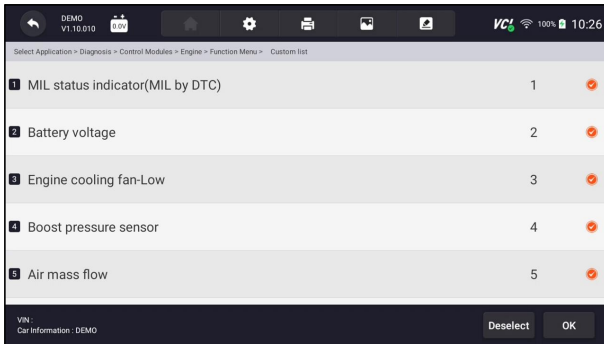 DEMO
V1.10.010
0.0V
VCI 100% 10:26
Select Application > Diagnosis > Control Modules > Engine > Function Menu > Custom list
1 MIL status indicator(MIL by DTC) 1
2 Battery voltage 2
3 Engine cooling fan-Low 3
4 Boost pressure sensor 4
5 Air mass flow 5
VIN :
Car Information : DEMO
Deselect OK